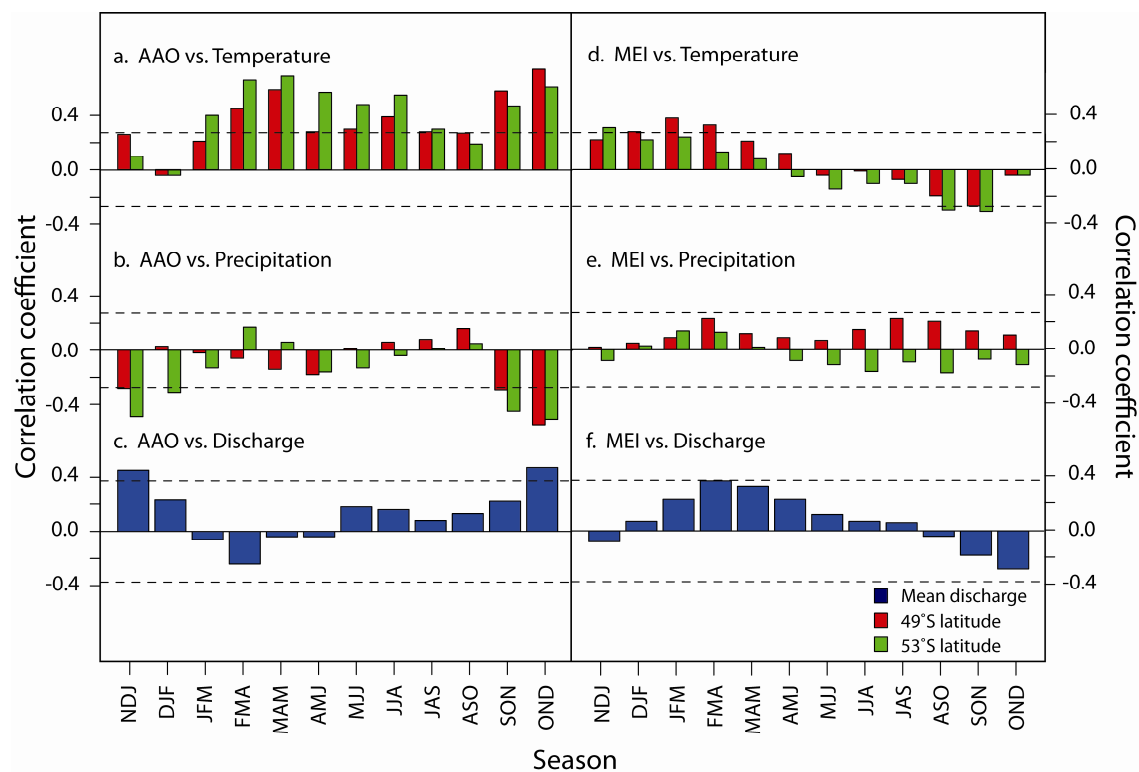 a. AAO vs. Temperature
0.4
0.0
-0.4
b. AAO vs. Precipitation
0.4
0.0
-0.4
c. AAO vs. Discharge
0.4
0.0
-0.4
Correlation coefficient
d. MEI vs. Temperature
0.4
0.0
-0.4
e. MEI vs. Precipitation
0.4
0.0
-0.4
f. MEI vs. Discharge
0.4
0.0
-0.4
Correlation coefficient
Mean discharge
49˚S latitude
53˚S latitude
NDJ DJF JFM FMA MAM AMJ MJJ JJA JAS ASO SON OND
NDJ DJF JFM FMA MAM AMJ MJJ JJA JAS ASO SON OND
Season